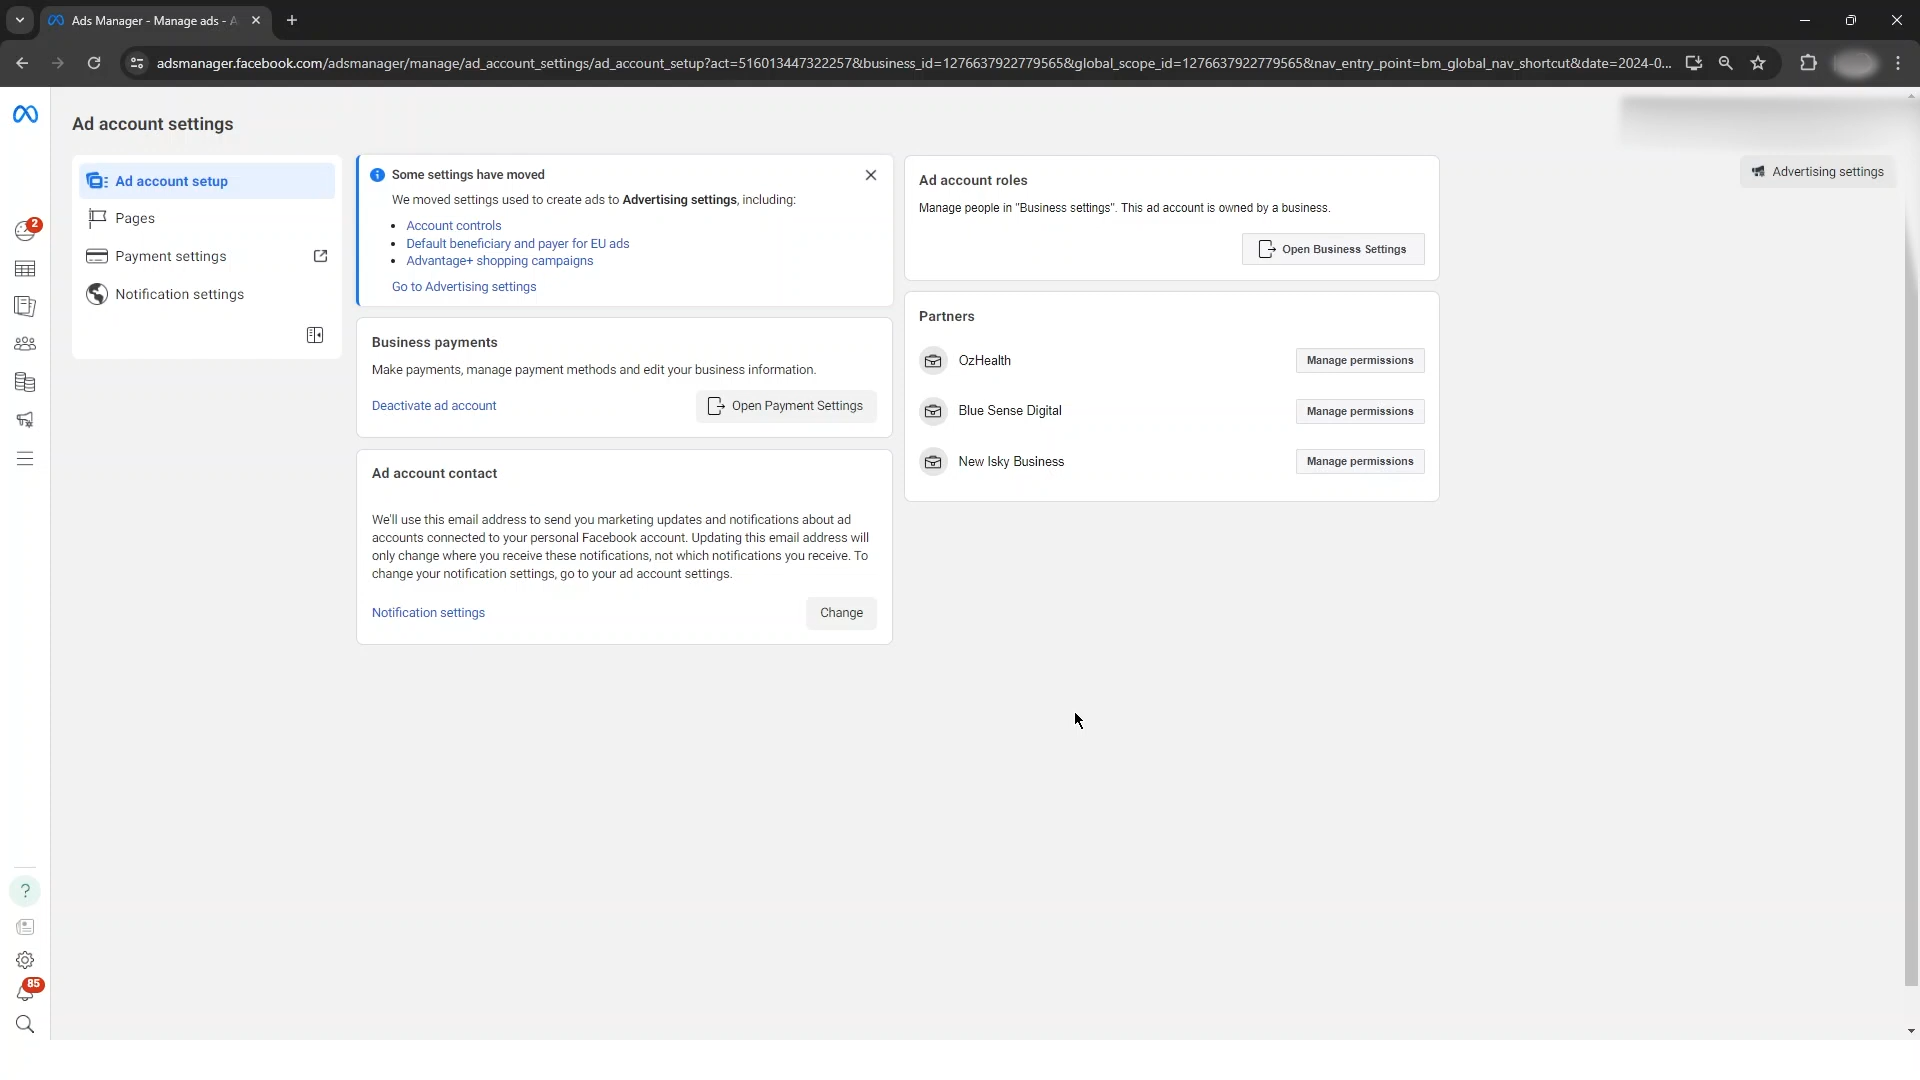 Ads Manager - Manage ads - A
adsmanager.facebook.com/adsmanager/manage/ad_account_settings/ad_account_setup?act=516013447322257&business_id=1276637922779565&global_scope_id=1276637922779565&nav_entry_point=bm_global_nav_shortcut&date=2024-0...
Ad account settings
Ad account setup
Pages
Payment settings
Notification settings
2
?
85
Some settings have moved
We moved settings used to create ads to Advertising settings, including:
• Account controls
• Default beneficiary and payer for EU ads
• Advantage+ shopping campaigns
Go to Advertising settings
Business payments
Make payments, manage payment methods and edit your business information.
Deactivate ad account
Open Payment Settings
Ad account contact
We'll use this email address to send you marketing updates and notifications about ad
accounts connected to your personal Facebook account. Updating this email address will
only change where you receive these notifications, not which notifications you receive. To
change your notification settings, go to your ad account settings.
Notification settings
Change
Ad account roles
Manage people in "Business settings". This ad account is owned by a business.
Open Business Settings
Partners
OzHealth
Manage permissions
Blue Sense Digital
Manage permissions
New Isky Business
Manage permissions
Advertising settings